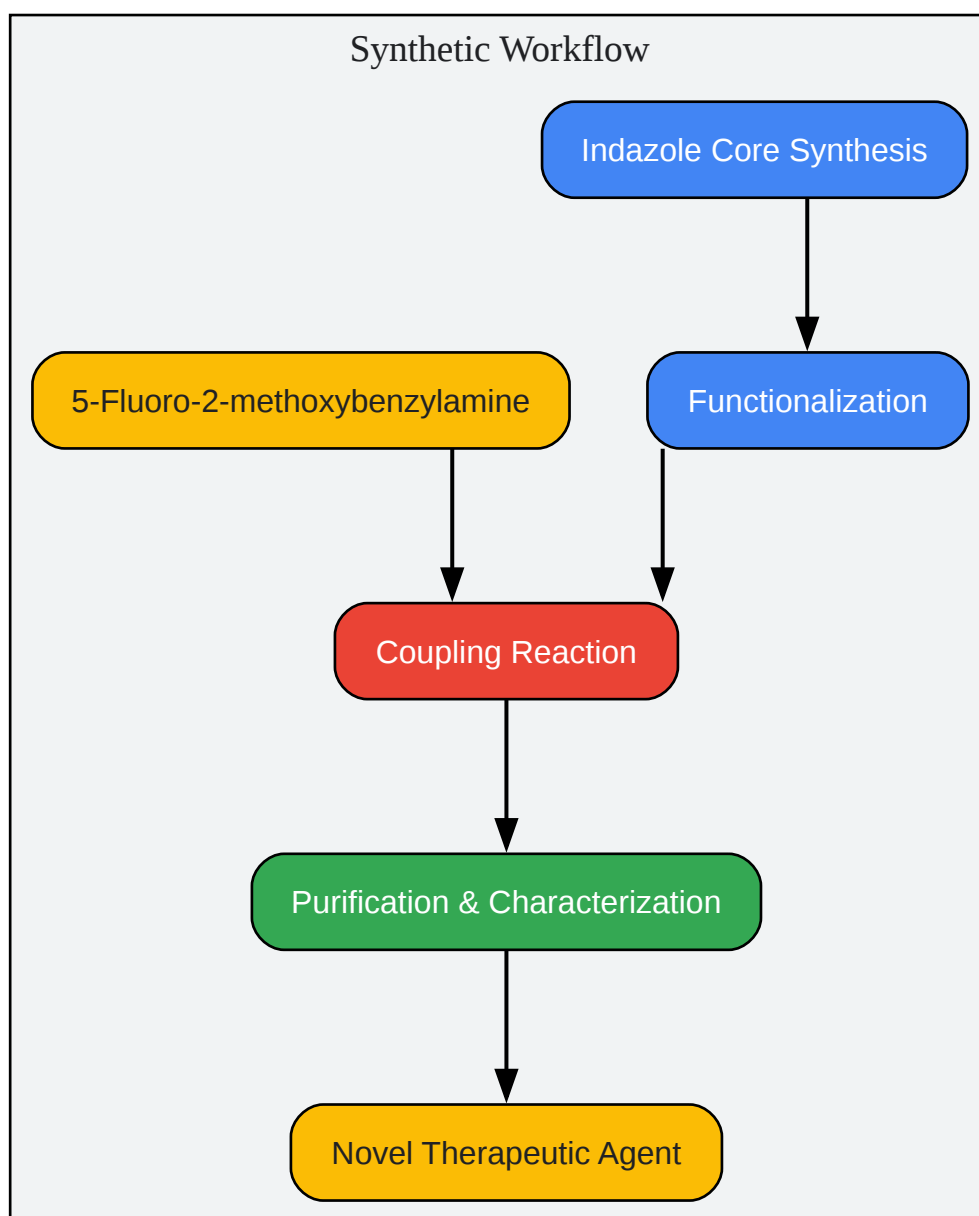 Synthetic Workflow
Indazole Core Synthesis
5-Fluoro-2-methoxybenzylamine
Functionalization
Coupling Reaction
Purification & Characterization
Novel Therapeutic Agent